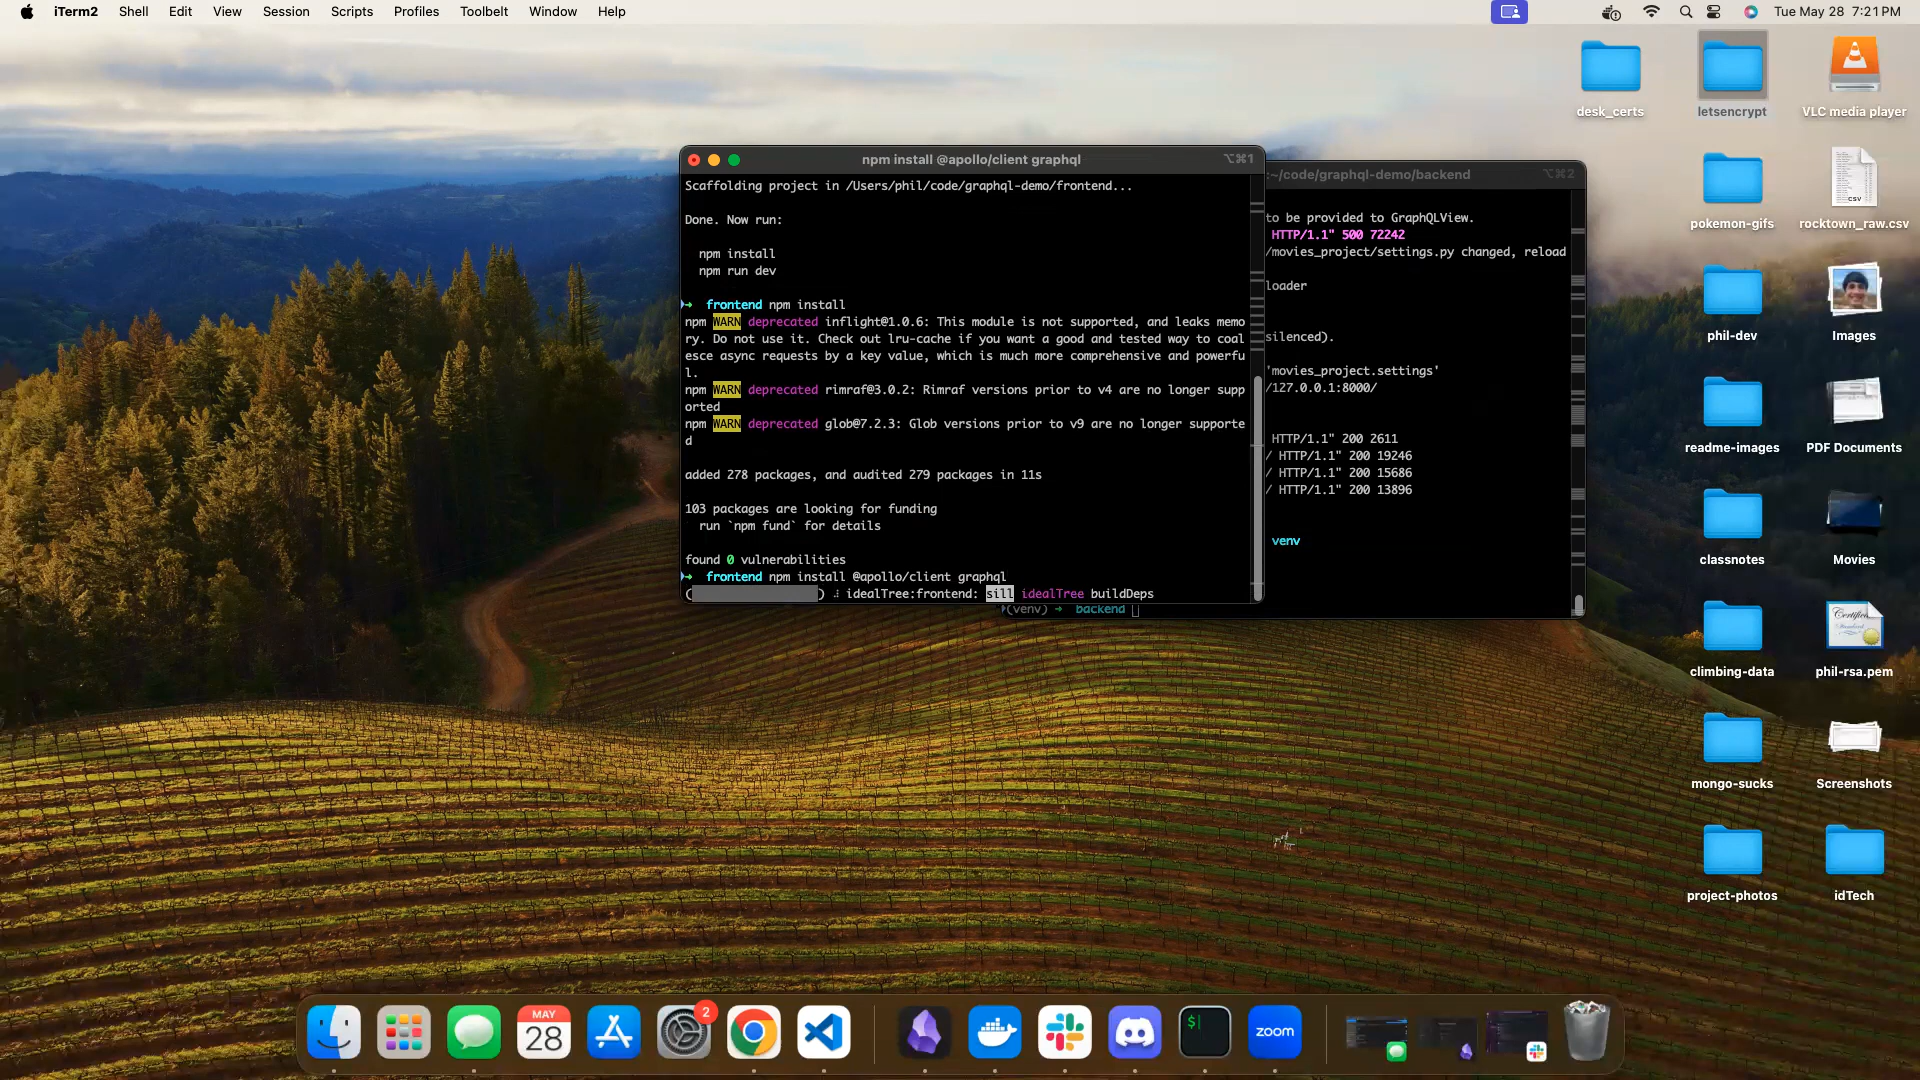 iTerm2 Shell Edit View Session Scripts Profiles Toolbelt Window Help Tue May 28 7:21 PM
desk_certs
letsencrypt
VLC media player
pokemon-gifs
CSV
rocktown_raw.csv
phil-dev
Images
readme-images
PDF Documents
classnotes
Movies
climbing-data
phil-rsa.pem
mongo-sucks
Screenshots
project-photos
idTech
npm install @apollo/client graphql ⌥⌘1
Scaffolding project in /Users/phil/code/graphql-demo/frontend...
Done. Now run:
npm install
npm run dev
➜ frontend npm install
npm WARN deprecated inflight@1.0.6: This module is not supported, and leaks memo
ry. Do not use it. Check out lru-cache if you want a good and tested way to coal
esce async requests by a key value, which is much more comprehensive and powerfu
l.
npm WARN deprecated rimraf@3.0.2: Rimraf versions prior to v4 are no longer supp
orted
npm WARN deprecated glob@7.2.3: Glob versions prior to v9 are no longer supporte
d
added 278 packages, and audited 279 packages in 11s
103 packages are looking for funding
run `npm fund` for details
found 0 vulnerabilities
➜ frontend npm install @apollo/client graphql
( ) ⠼ idealTree:frontend: sill idealTree buildDeps
:~/code/graphql-demo/backend ⌥⌘2
to be provided to GraphQLView.
HTTP/1.1" 500 72242
/movies_project/settings.py changed, reload
loader
silenced).
'movies_project.settings'
/127.0.0.1:8000/
HTTP/1.1" 200 2611
/ HTTP/1.1" 200 19246
/ HTTP/1.1" 200 15686
/ HTTP/1.1" 200 13896
venv
(venv) ➜ backend
MAY
28
2
$
zoom